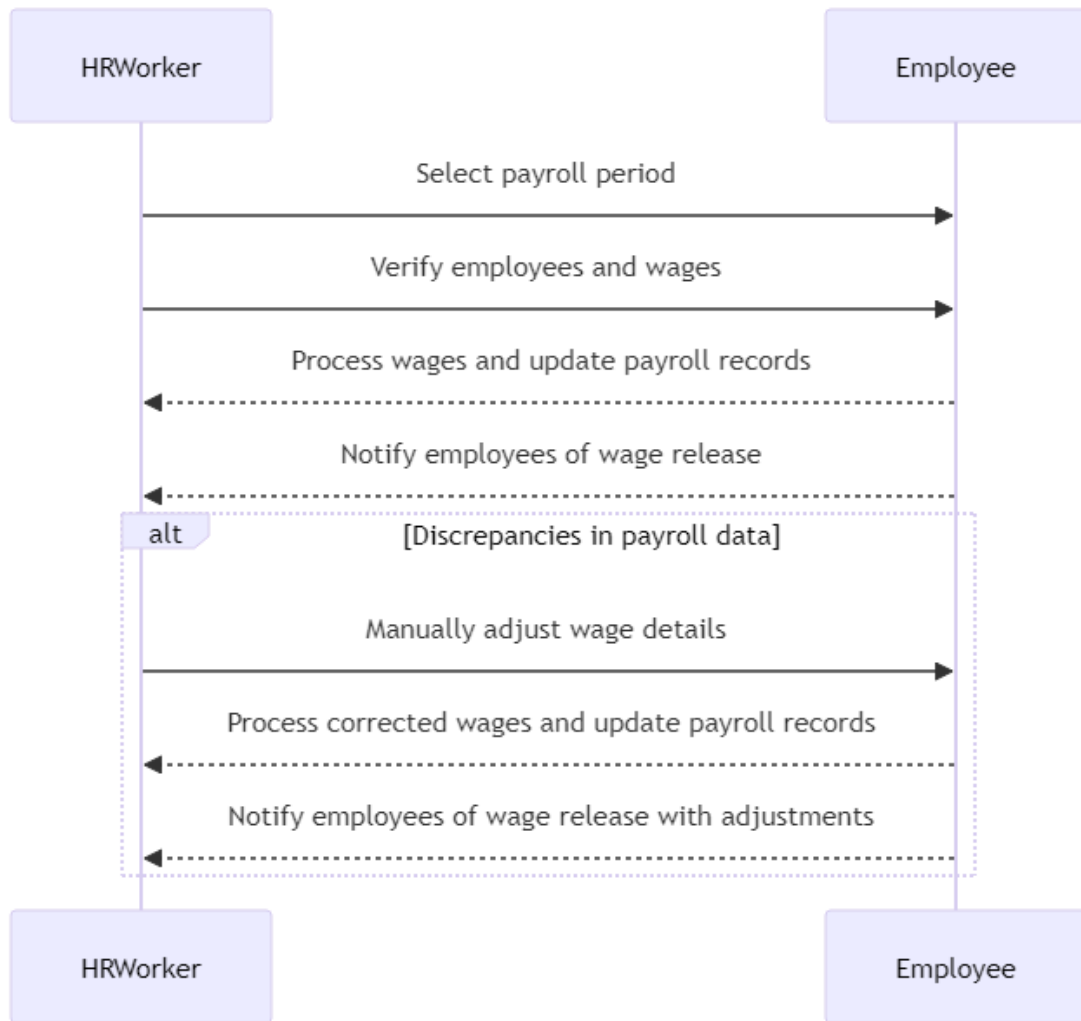 HRWorker
Employee
Select payroll period
Verify employees and wages
Process wages and update payroll records
Notify employees of wage release
alt
[Discrepancies in payroll data]
Manually adjust wage details
Process corrected wages and update payroll records
Notify employees of wage release with adjustments
HRWorker
Employee